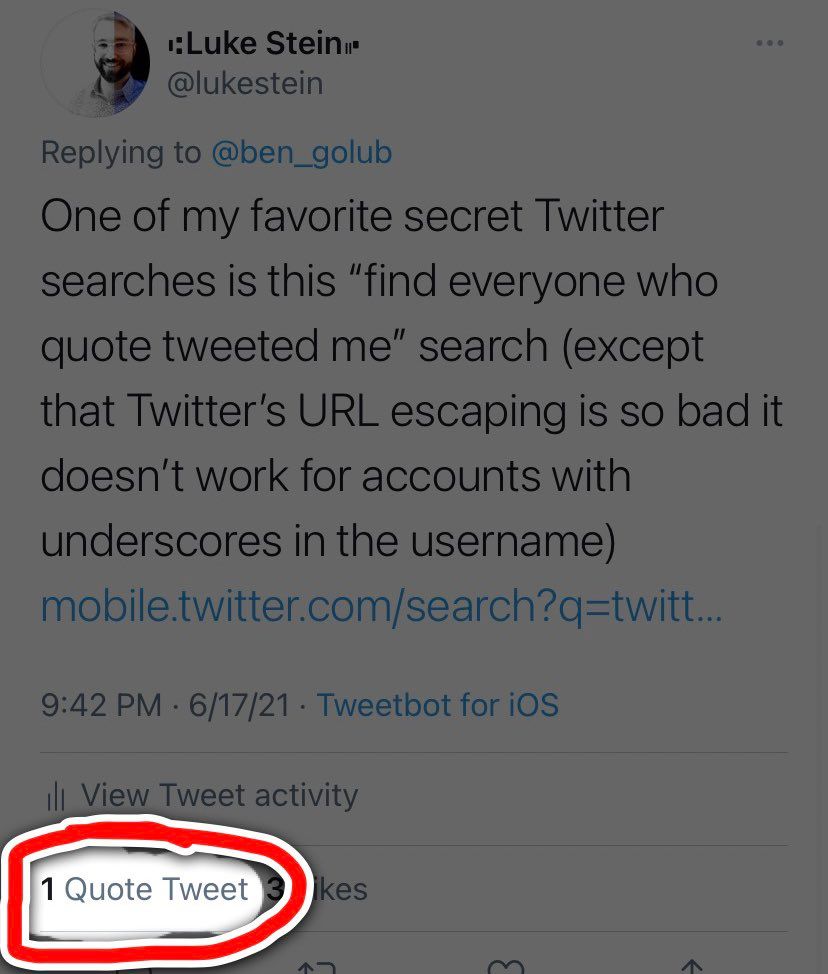 Luke Stein
@lukestein
Replying to @ben_golub
One of my favorite secret Twitter
searches is this “find everyone who
quote tweeted me” search (except
that Twitter’s URL escaping is so bad it
doesn’t work for accounts with
underscores in the username)
mobile.twitter.com/search?q=twitt...
9:42 PM · 6/17/21 · Tweetbot for iOS
View Tweet activity
1 Quote Tweet 3 ikes